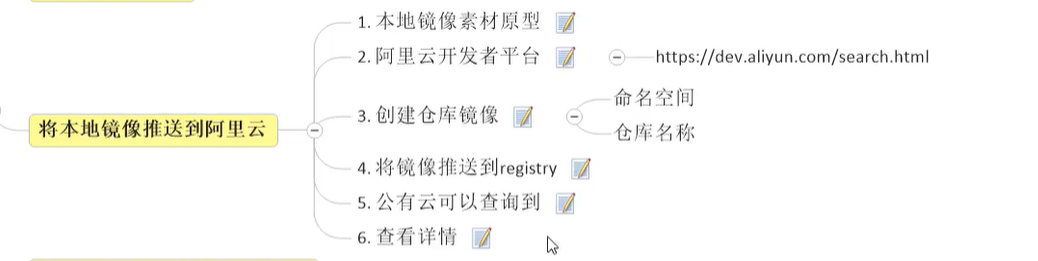 1. 本地镜像素材原型
2. 阿里云开发者平台
https://dev.aliyun.com/search.html
3. 创建仓库镜像
命名空间
仓库名称
将本地镜像推送到阿里云
4. 将镜像推送到registry
5. 公有云可以查询到
6. 查看详情